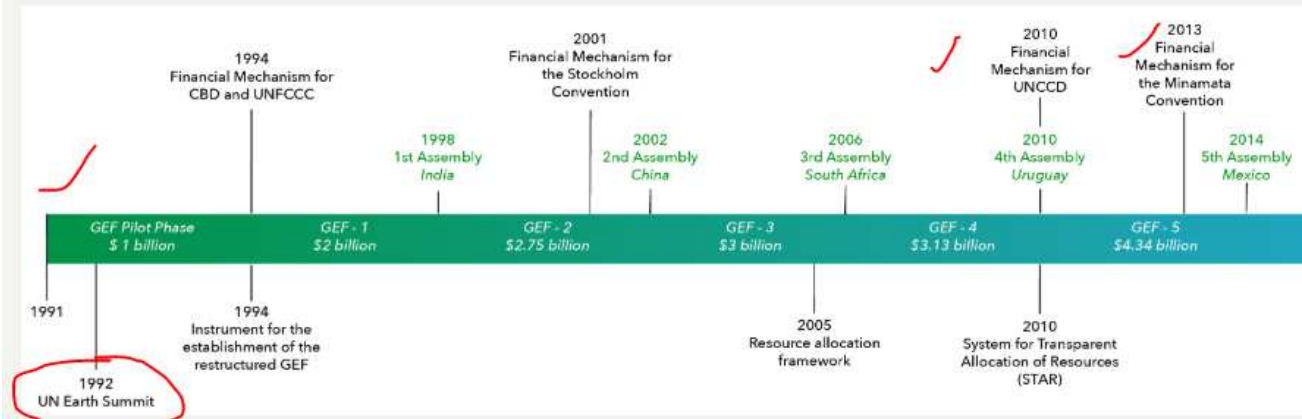 1994
Financial Mechanism for
CBD and UNFCCC
2001
Financial Mechanism for
the Stockholm
Convention
2010
Financial
Mechanism for
UNCCD
2013
Financial
Mechanism for
the Minamata
Convention
1998
1st Assembly
India
2002
2nd Assembly
China
2006
3rd Assembly
South Africa
2010
4th Assembly
Uruguay
2014
5th Assembly
Mexico
GEF Pilot Phase
$ 1 billion
GEF - 1
$2 billion
GEF - 2
$2.75 billion
GEF - 3
$3 billion
GEF - 4
$3.13 billion
GEF - 5
$4.34 billion
1991
1992
UN Earth Summit
1994
Instrument for the
establishment of the
restructured GEF
2005
Resource allocation
framework
2010
System for Transparent
Allocation of Resources
(STAR)